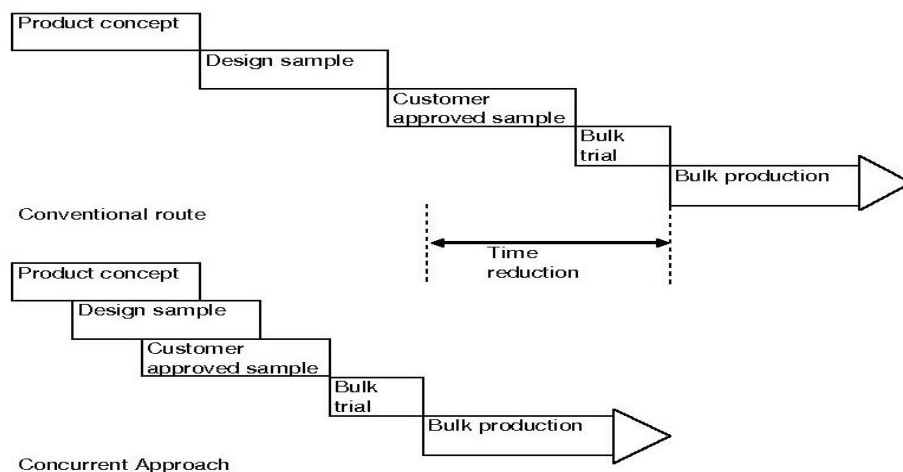 Product concept
Design sample
Customer
approved sample
Bulk
trial
Bulk production
Conventional route
Time
reduction
Product concept
Design sample
Customer
approved sample
Bulk
trial
Bulk production
Concurrent Approach